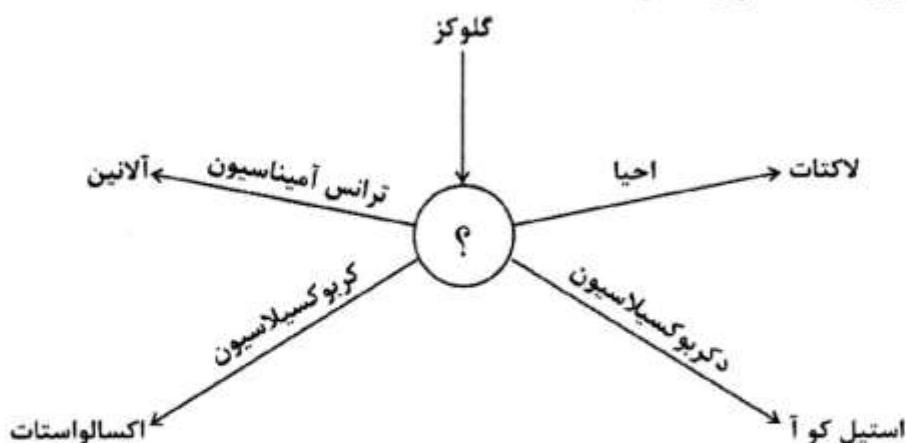 گلوکز
لاکتات
احیا
ترانس آمیناسیون
آلانین
؟
دکربوکسیلاسیون
کربوکسیلاسیون
استیل کو آ
اکسالواستات